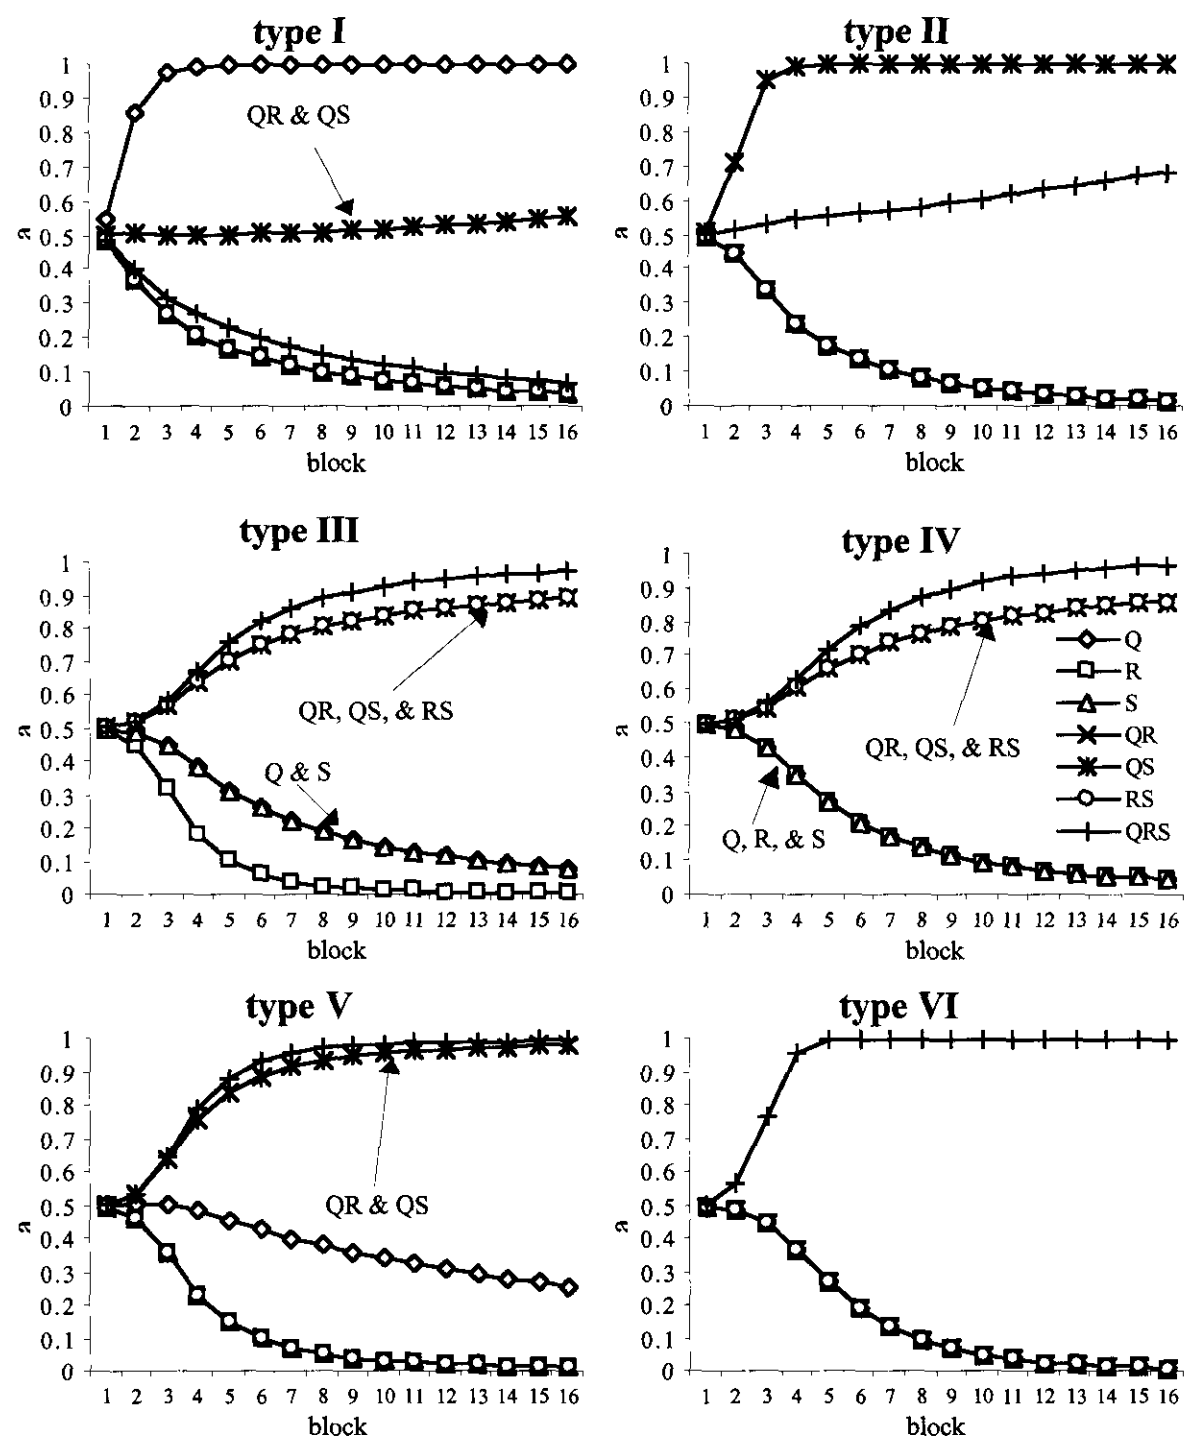 type I
1
0.9
0.8
0.7
0.6
0.5
0.4
0.3
0.2
0.1
0
a
QR & QS
1 2 3 4 5 6 7 8 9 10 11 12 13 14 15 16
block
type II
1
0.9
0.8
0.7
0.6
0.5
0.4
0.3
0.2
0.1
0
a
1 2 3 4 5 6 7 8 9 10 11 12 13 14 15 16
block
type III
1
0.9
0.8
0.7
0.6
0.5
0.4
0.3
0.2
0.1
0
a
QR, QS, & RS
Q & S
1 2 3 4 5 6 7 8 9 10 11 12 13 14 15 16
block
type IV
1
0.9
0.8
0.7
0.6
0.5
0.4
0.3
0.2
0.1
0
a
QR, QS, & RS
Q, R, & S
Q
R
S
QR
QS
RS
QRS
1 2 3 4 5 6 7 8 9 10 11 12 13 14 15 16
block
type V
1
0.9
0.8
0.7
0.6
0.5
0.4
0.3
0.2
0.1
0
a
QR & QS
1 2 3 4 5 6 7 8 9 10 11 12 13 14 15 16
block
type VI
1
0.9
0.8
0.7
0.6
0.5
0.4
0.3
0.2
0.1
0
a
1 2 3 4 5 6 7 8 9 10 11 12 13 14 15 16
block